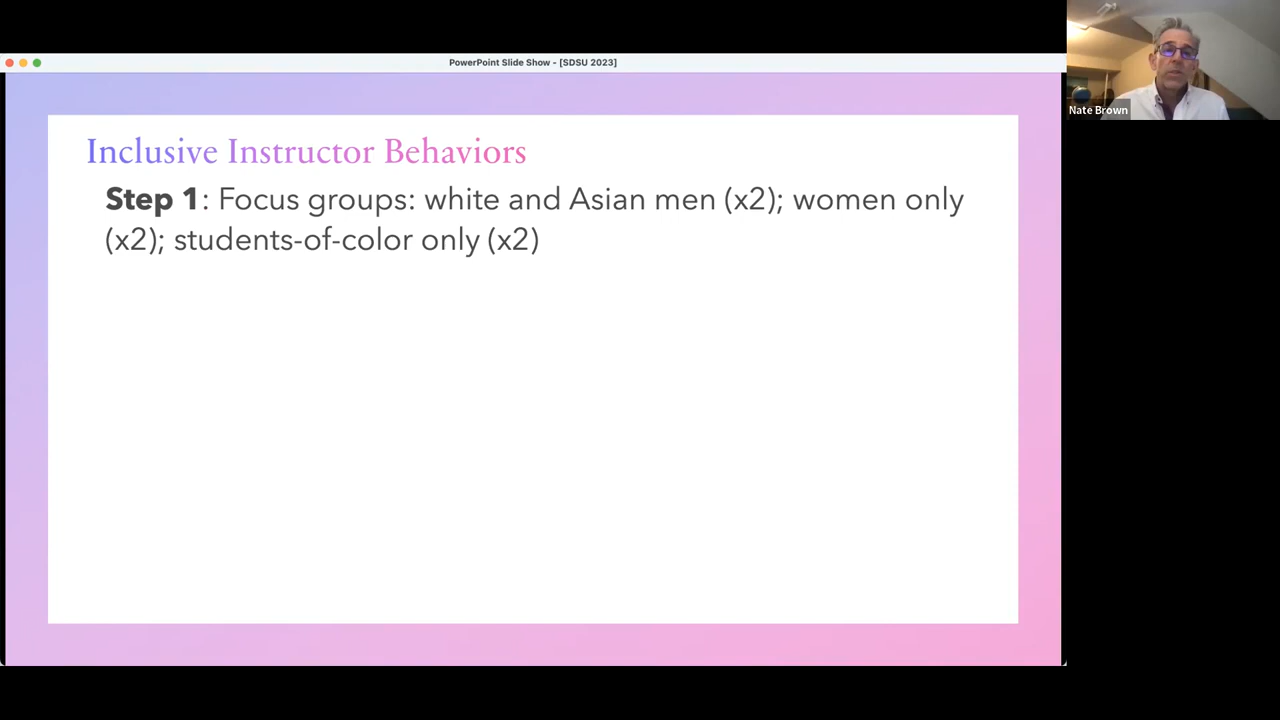 PowerPoint Slide Show - [SDSU 2023]
Nate Brown
Inclusive Instructor Behaviors
Step 1: Focus groups: white and Asian men (x2); women only
(x2); students-of-color only (x2)